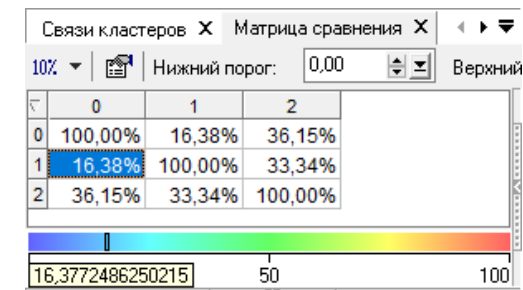 Связи кластеров X Матрица сравнения X
10% Нижний порог: 0,00 Верхний
0 1 2
0 100,00% 16,38% 36,15%
1 16,38% 100,00% 33,34%
2 36,15% 33,34% 100,00%
16,3772486250215 50 100